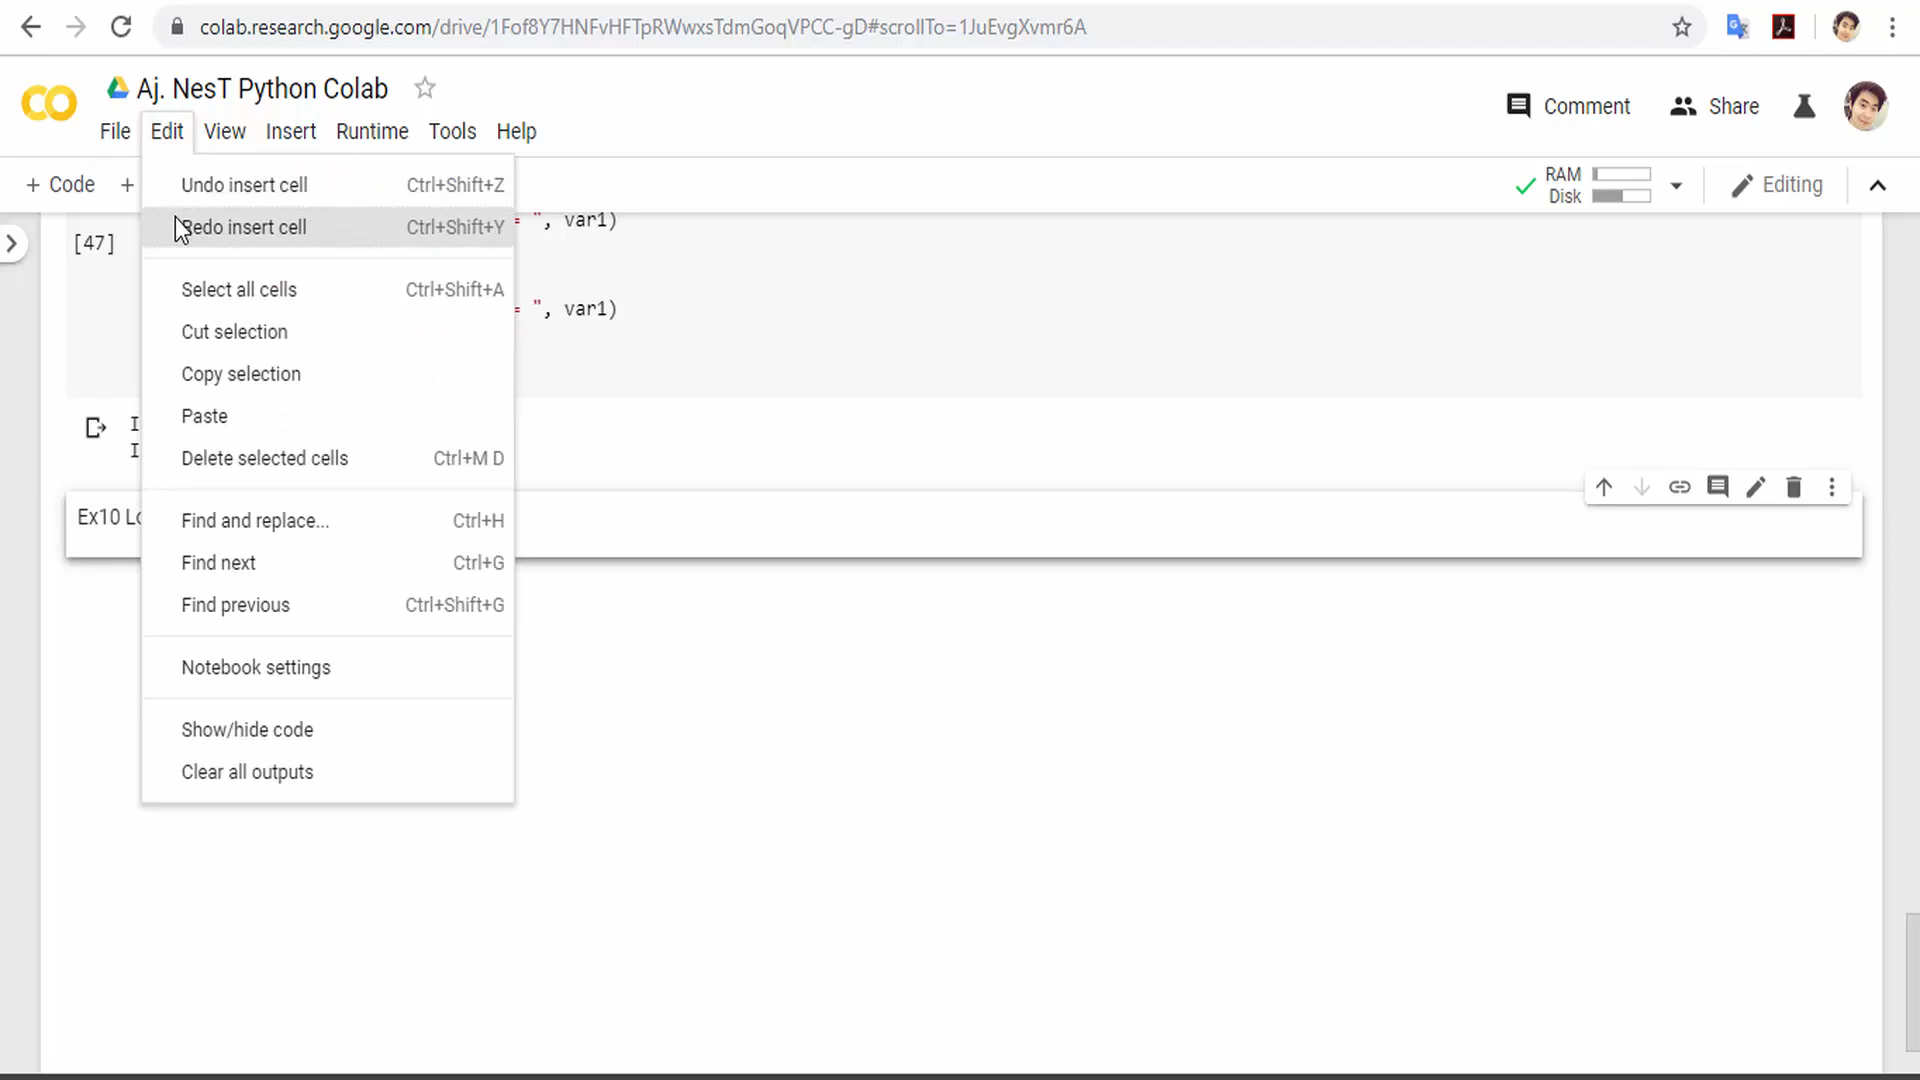 colab.research.google.com/drive/1Fof8Y7HNFvHFTpRWwxsTdmGoqVPCC-gD#scrollTo=1JuEvgXvmr6A
Aj. NesT Python Colab
Comment Share
File Edit View Insert Runtime Tools Help
+ Code +
RAM
Disk
Editing
Undo insert cell Ctrl+Shift+Z
Redo insert cell Ctrl+Shift+Y
Select all cells Ctrl+Shift+A
Cut selection
Copy selection
Paste
Delete selected cells Ctrl+M D
Find and replace... Ctrl+H
Find next Ctrl+G
Find previous Ctrl+Shift+G
Notebook settings
Show/hide code
Clear all outputs
= ", var1)
[47]
= ", var1)
I
I
Ex10